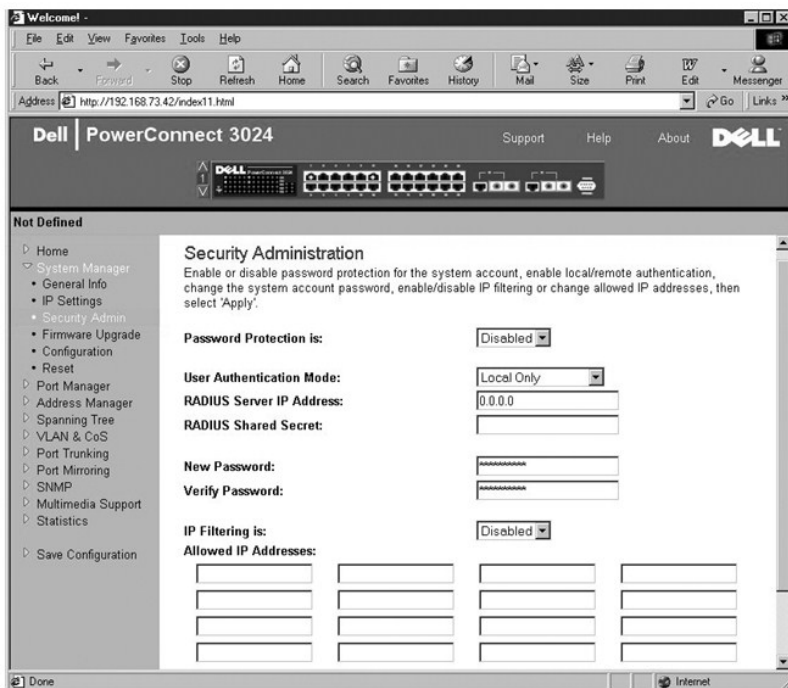 Welcome! -
File Edit View Favorites Tools Help
Back Forward Stop Refresh Home Search Favorites History Mail Size Print Edit Messenger
Address http://192.168.73.42/index11.html Go Links »
Dell PowerConnect 3024 Support Help About DELL
1
DELL PowerConnect 3024
Not Defined
Home
System Manager
• General Info
• IP Settings
• Security Admin
• Firmware Upgrade
• Configuration
• Reset
Port Manager
Address Manager
Spanning Tree
VLAN & CoS
Port Trunking
Port Mirroring
SNMP
Multimedia Support
Statistics
Save Configuration
Security Administration
Enable or disable password protection for the system account, enable local/remote authentication,
change the system account password, enable/disable IP filtering or change allowed IP addresses, then
select 'Apply'.
Password Protection is: Disabled
User Authentication Mode: Local Only
RADIUS Server IP Address: 0.0.0.0
RADIUS Shared Secret:
New Password: **********
Verify Password: **********
IP Filtering is: Disabled
Allowed IP Addresses:
Done Internet